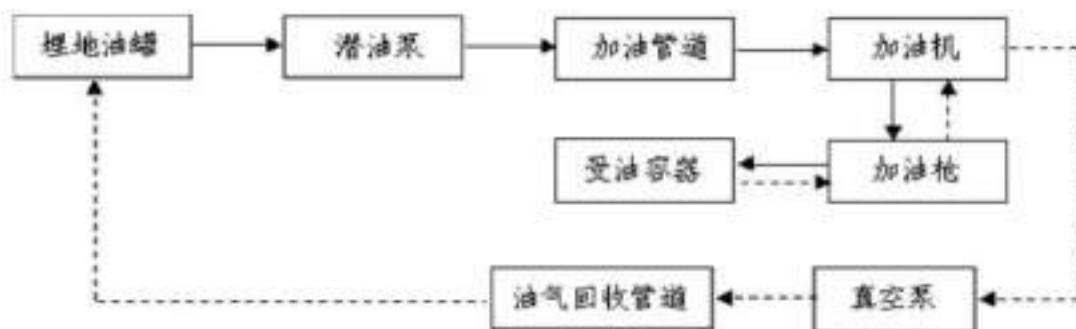 埋地油罐
潜油泵
加油管道
加油机
受油容器
加油枪
油气回收管道
真空泵